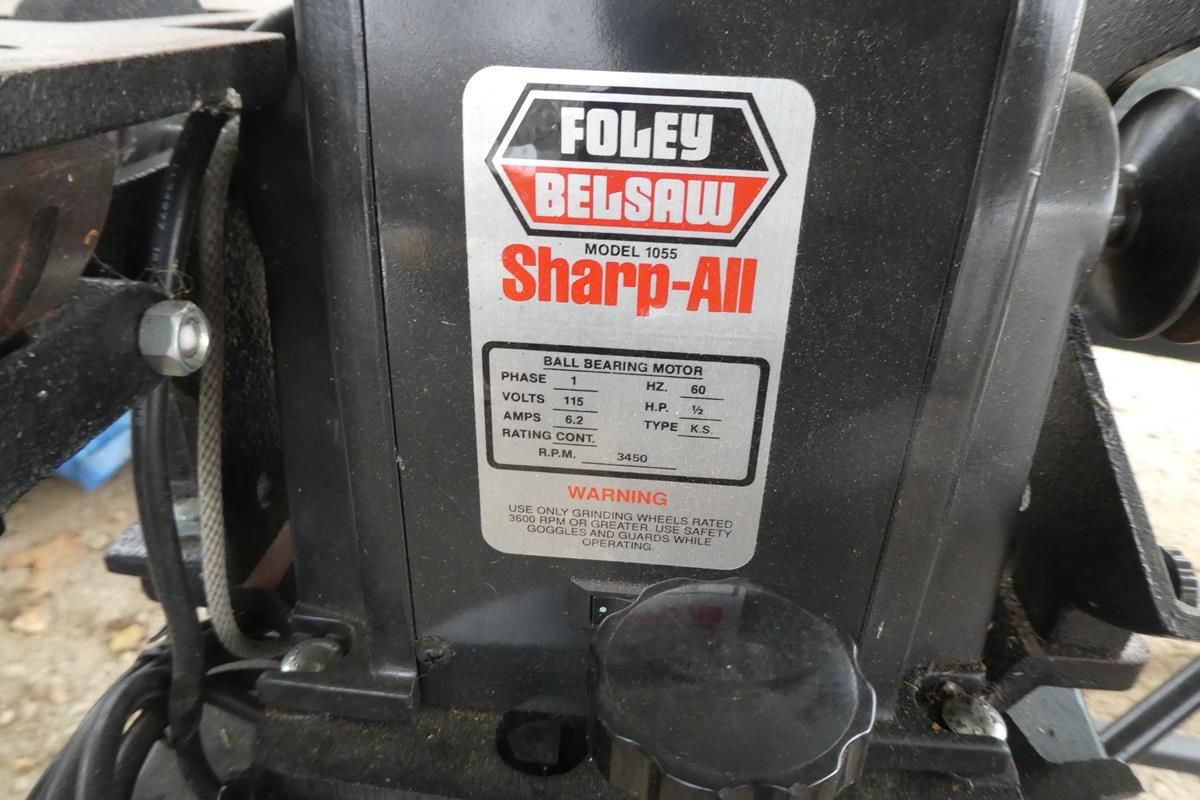 FOLEY
BELSAW
MODEL 1055
Sharp-All
BALL BEARING MOTOR
PHASE 1 HZ. 60
VOLTS 115 H.P. ½
AMPS 6.2 TYPE K.S.
RATING CONT.
R.P.M. 3450
WARNING
USE ONLY GRINDING WHEELS RATED
3600 RPM OR GREATER. USE SAFETY
GOGGLES AND GUARDS WHILE
OPERATING.